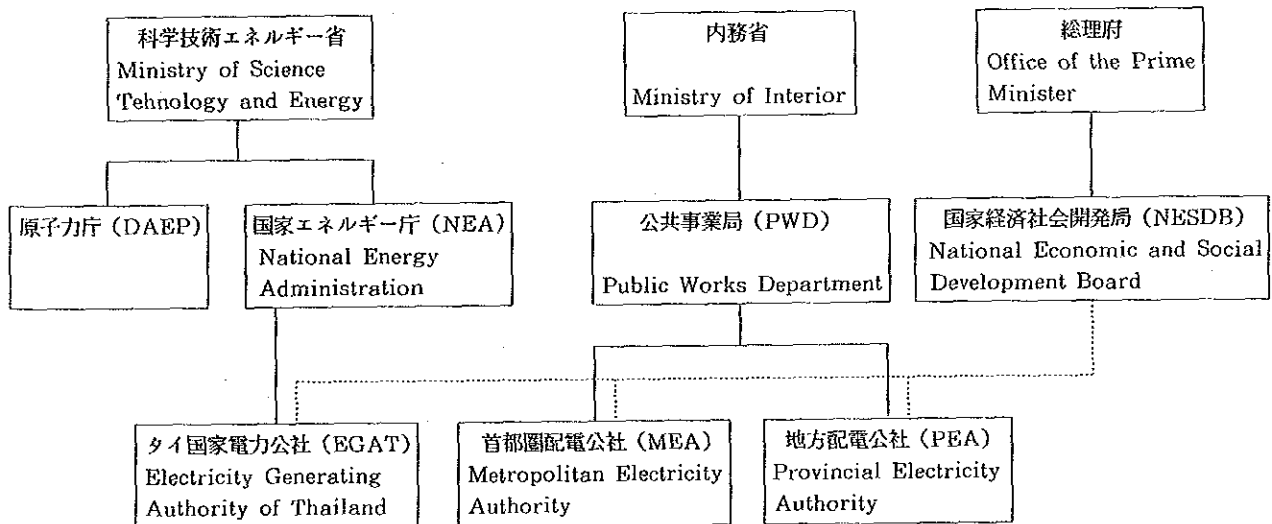 科学技術エネルギー省
Ministry of Science
Tehnology and Energy
内務省
Ministry of Interior
総理府
Office of the Prime
Minister
原子力庁 (DAEP)
国家エネルギー庁 (NEA)
National Energy
Administration
公共事業局 (PWD)
Public Works Department
国家経済社会開発局 (NESDB)
National Economic and Social
Development Board
タイ国家電力公社 (EGAT)
Electricity Generating
Authority of Thailand
首都圏配電公社 (MEA)
Metropolitan Electricity
Authority
地方配電公社 (PEA)
Provincial Electricity
Authority